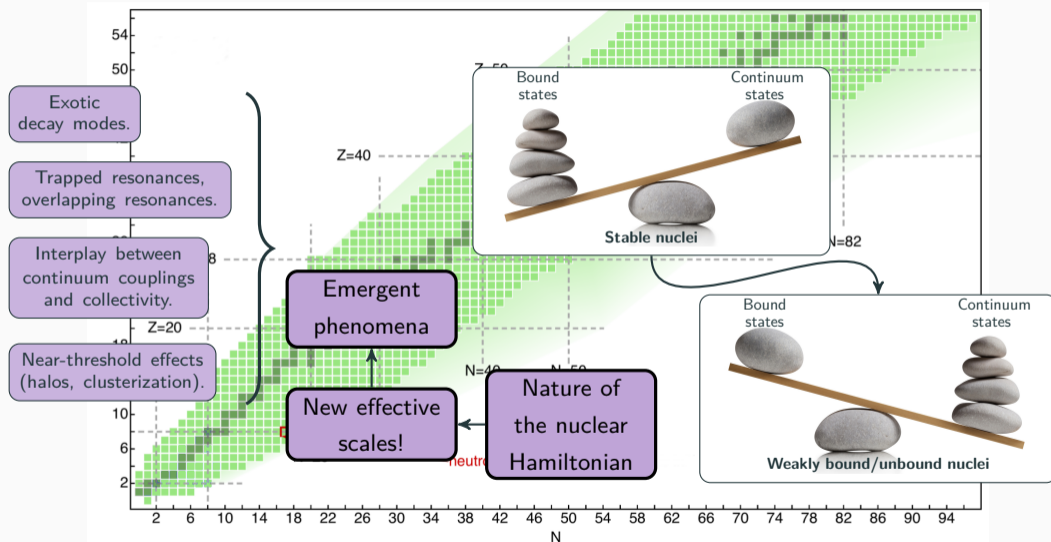 54
50
10
6
2
Exotic
decay modes.
Trapped resonances,
overlapping resonances.
Interplay between
continuum couplings
and collectivity.
Near-threshold effects
(halos, clusterization).
Z=40
Z=20
8
N=82
Bound
states
Continuum
states
Stable nuclei
Emergent
phenomena
New effective
scales!
Nature of
the nuclear
Hamiltonian
Bound
states
Continuum
states
Weakly bound/unbound nuclei
2 6 10 14 18 22 26 30 34 38 42 46 50 54 58 62 66 70 74 78 82 86 90 94
N